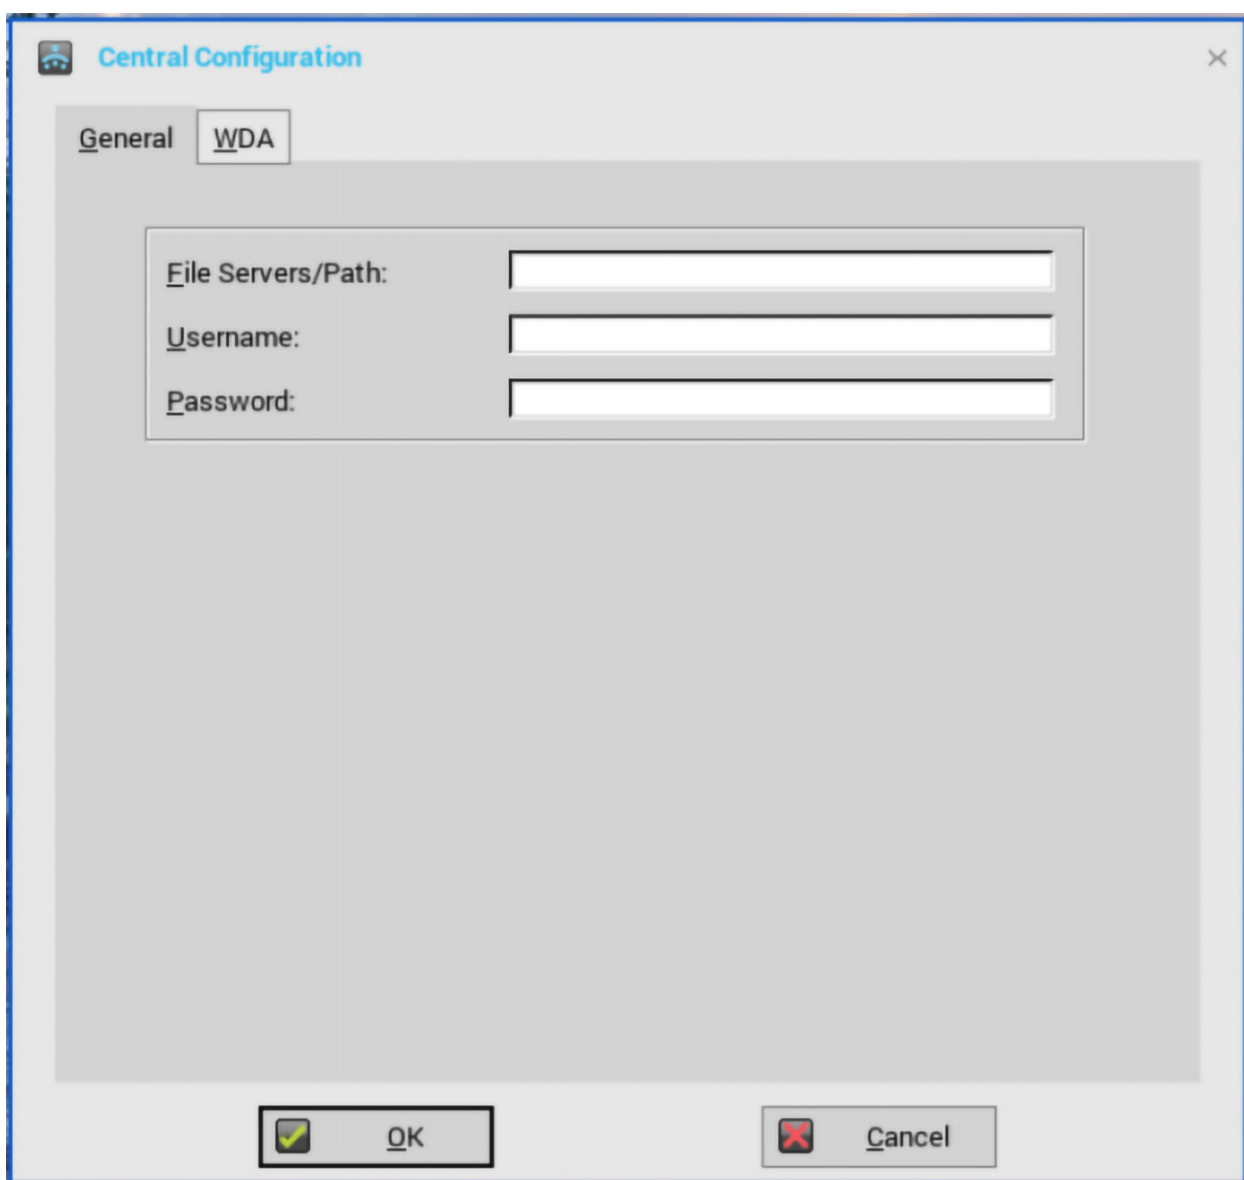 Central Configuration
General WDA
File Servers/Path:
Username:
Password:
OK Cancel